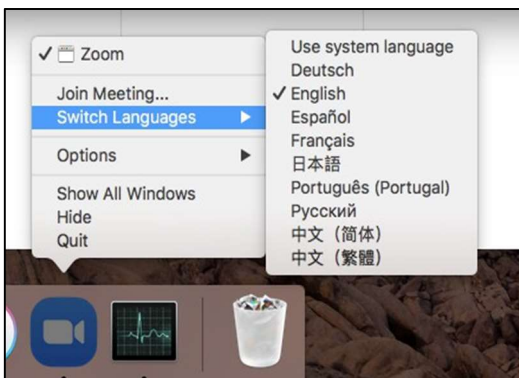 Zoom
Join Meeting...
Switch Languages
Options
Show All Windows
Hide
Quit
Use system language
Deutsch
English
Español
Français
日本語
Português (Portugal)
Русский
中文（简体）
中文（繁體）